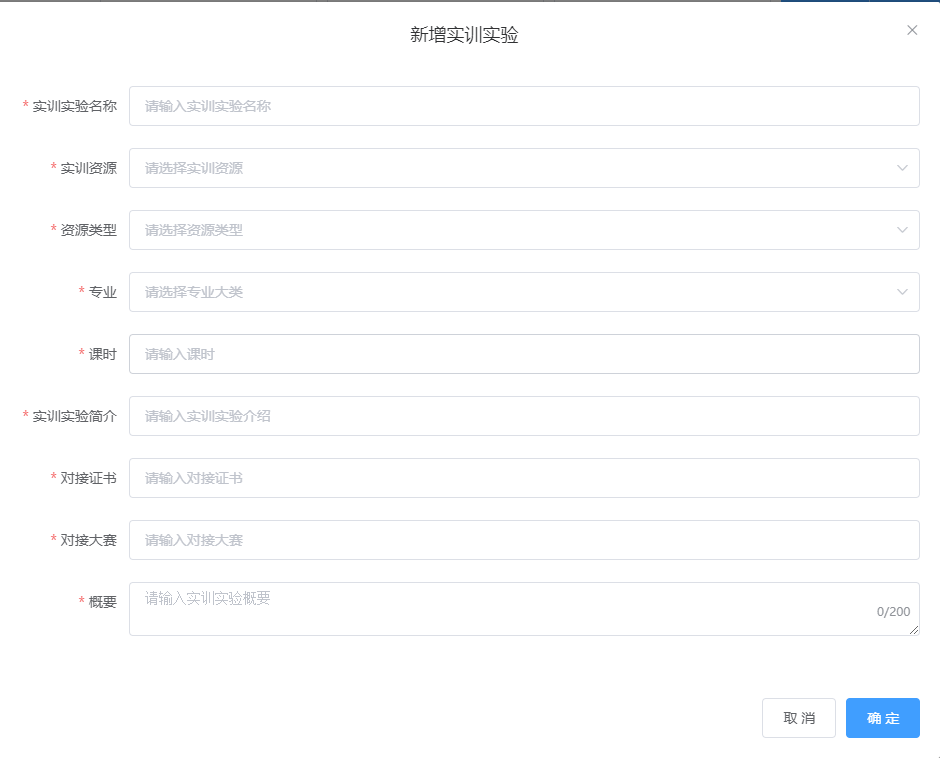 新增实训实验
* 实训实验名称 请输入实训实验名称
* 实训资源 请选择实训资源
* 资源类型 请选择资源类型
* 专业 请选择专业大类
* 课时 请输入课时
* 实训实验简介 请输入实训实验介绍
* 对接证书 请输入对接证书
* 对接大赛 请输入对接大赛
* 概要 请输入实训实验概要
0/200
取 消 确 定